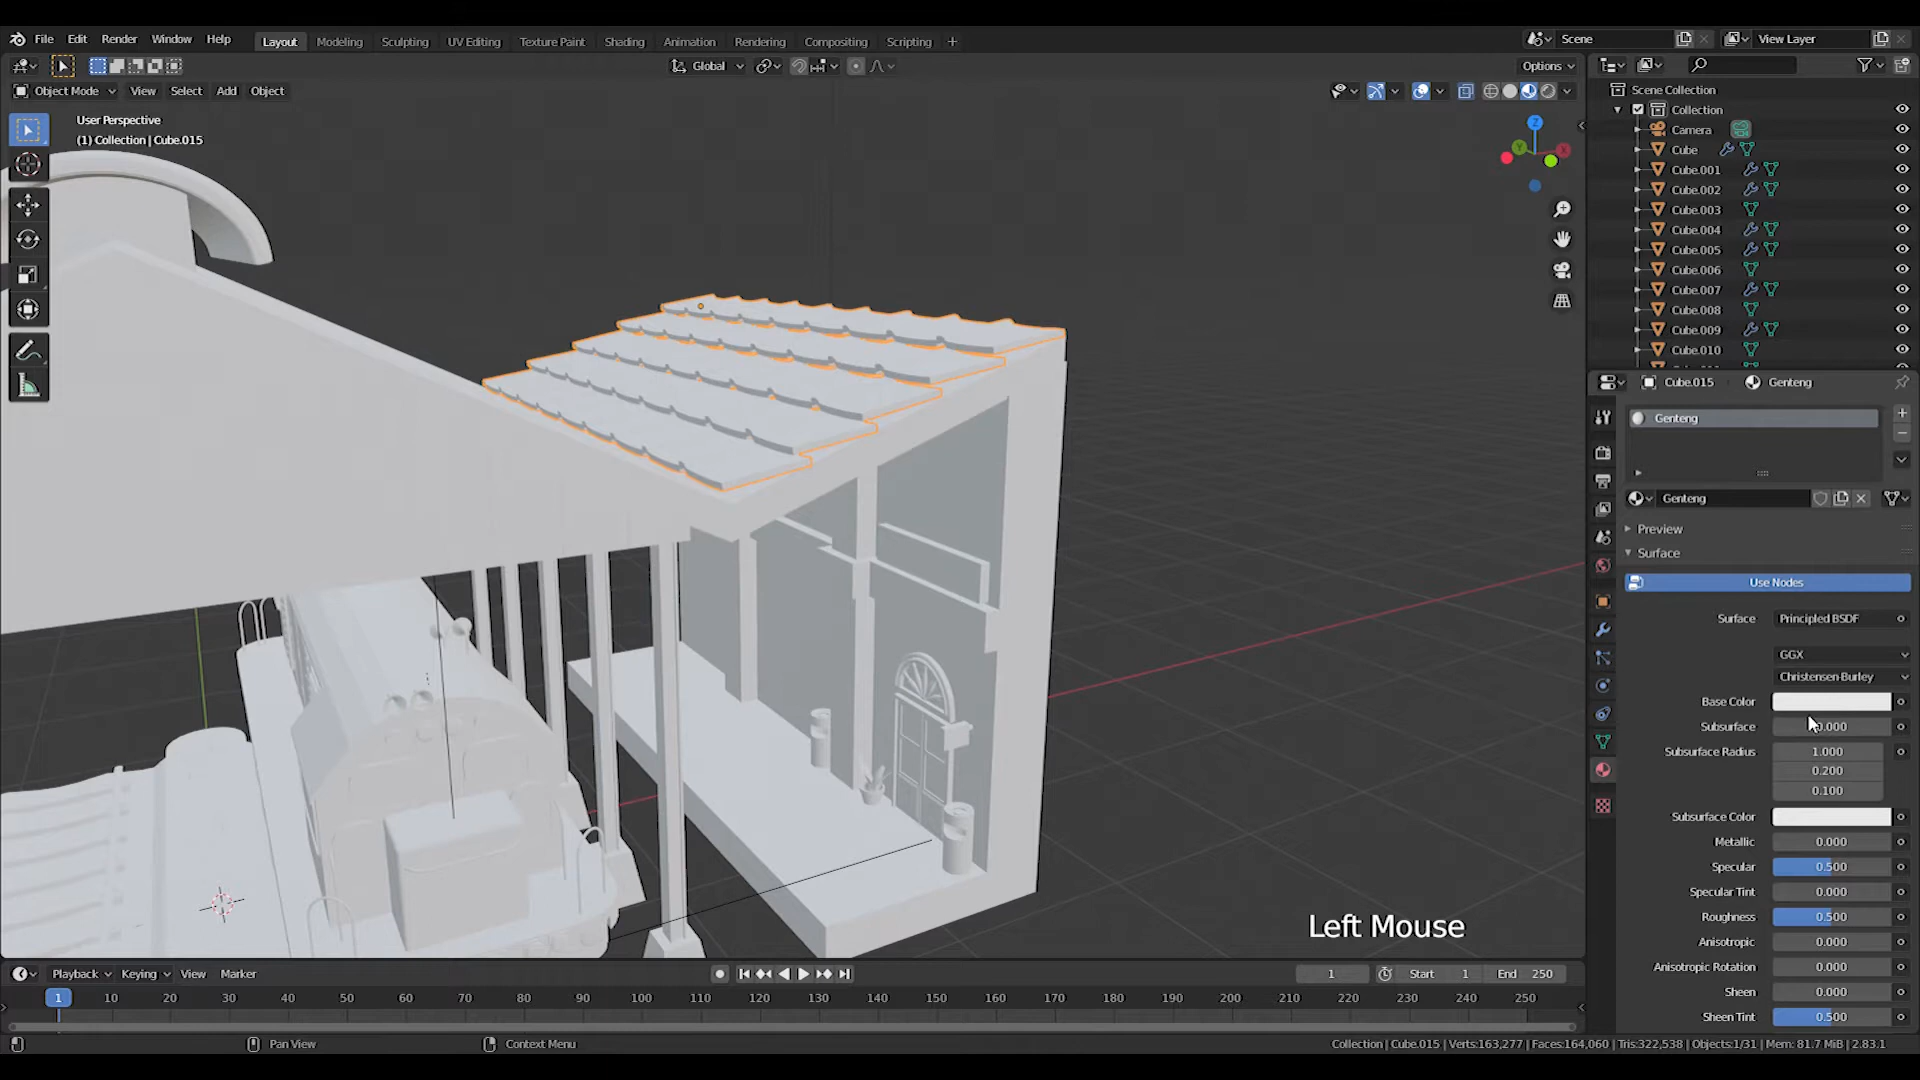 File Edit Render Window Help Layout Modeling Sculpting UV Editing Texture Paint Shading Animation Rendering Compositing Scripting + Scene View Layer
Global Options
Object Mode View Select Add Object
User Perspective
(1) Collection | Cube.015
Z
Y
X
Scene Collection
Collection
Camera
Cube
Cube.001
Cube.002
Cube.003
Cube.004
Cube.005
Cube.006
Cube.007
Cube.008
Cube.009
Cube.010
Cube.015 Genteng
Genteng
Genteng
Preview
Surface
Use Nodes
Surface Principled BSDF
GGX
Christensen-Burley
Base Color
Subsurface 0.000
Subsurface Radius 1.000
0.200
0.100
Subsurface Color
Metallic 0.000
Specular 0.500
Specular Tint 0.000
Roughness 0.500
Anisotropic 0.000
Anisotropic Rotation 0.000
Sheen 0.000
Sheen Tint 0.500
Left Mouse
Playback Keying View Marker 1 Start 1 End 250
1 10 20 30 40 50 60 70 80 90 100 110 120 130 140 150 160 170 180 190 200 210 220 230 240 250
Pan View Context Menu Collection | Cube.015 | Verts:163,277 | Faces:164,060 | Tris:322,538 | Objects:1/31 | Mem: 81.7 MiB | 2.83.1